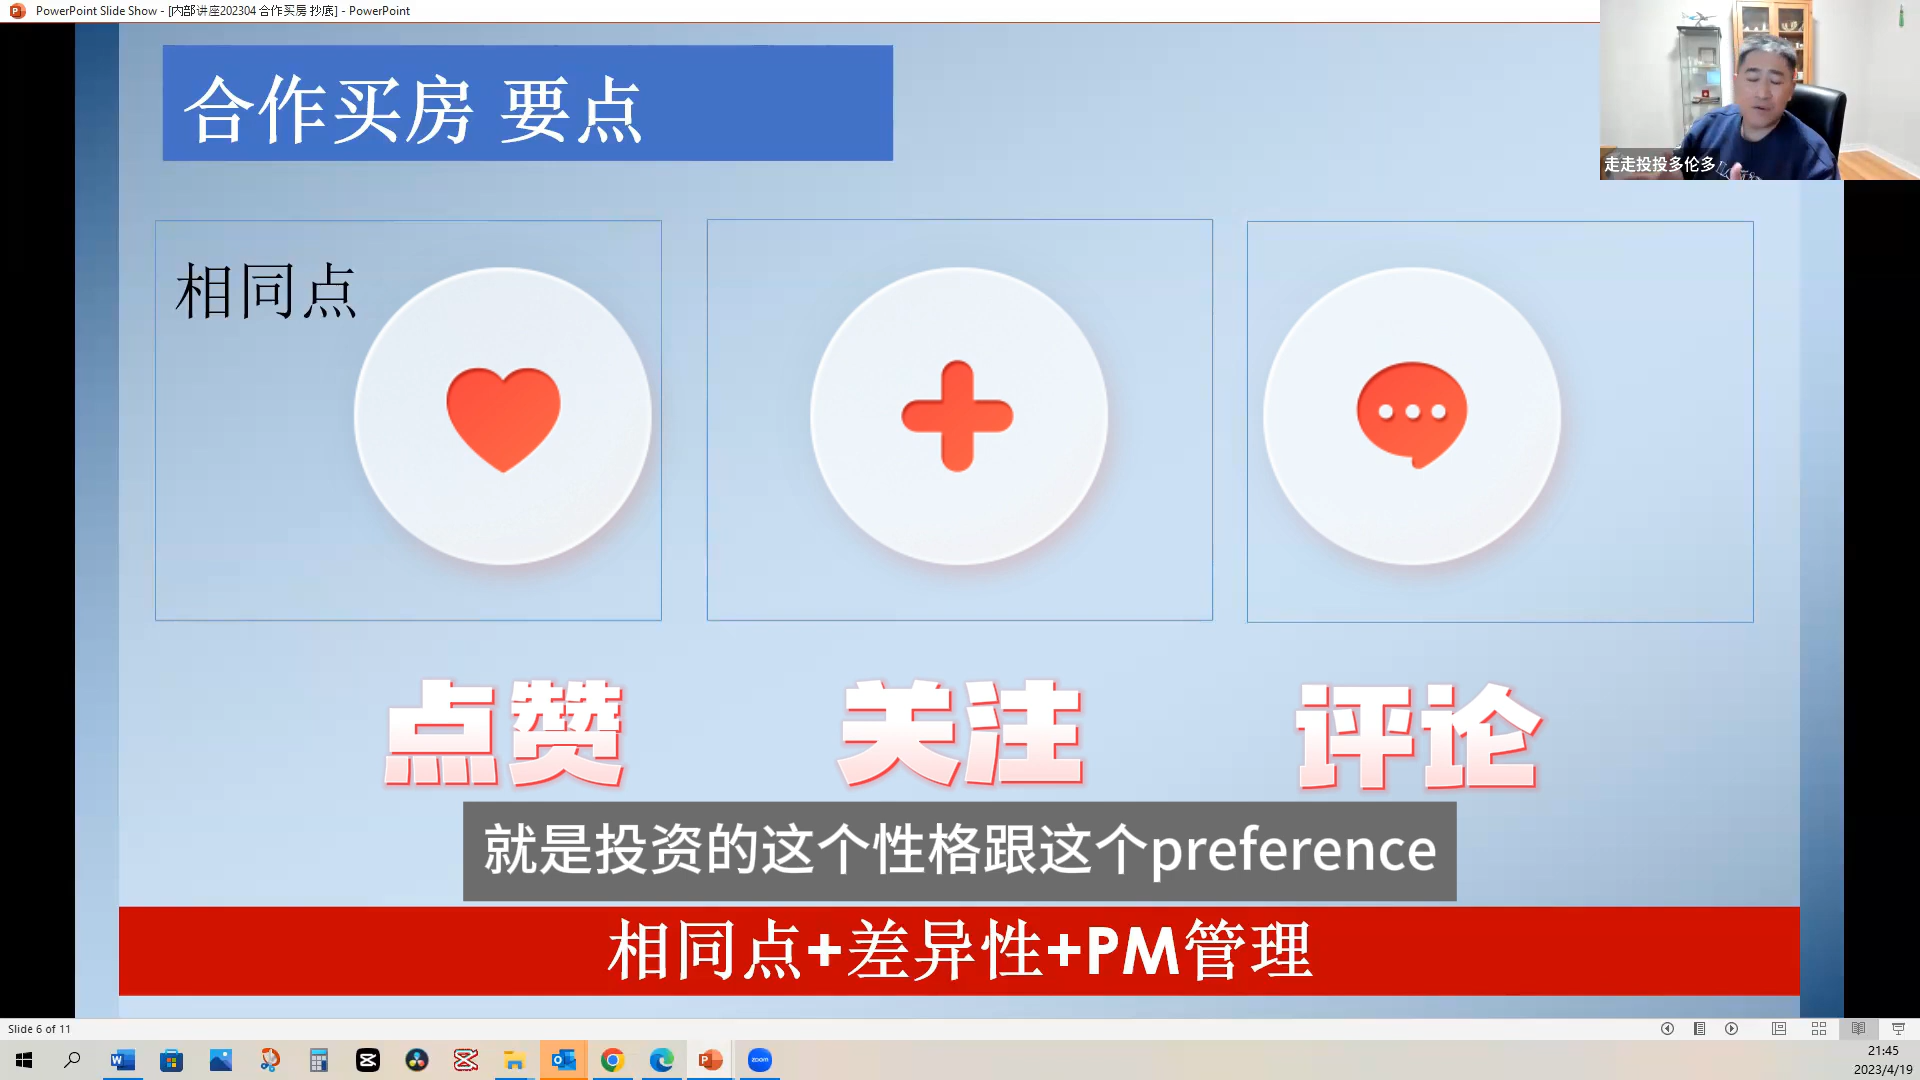 PowerPoint Slide Show - [内部讲座202304 合作买房 抄底] - PowerPoint
走走投投多伦多
合作买房 要点
相同点
点赞
关注
评论
就是投资的这个性格跟这个preference
相同点+差异性+PM管理
Slide 6 of 11
zoom
21:45
2023/4/19